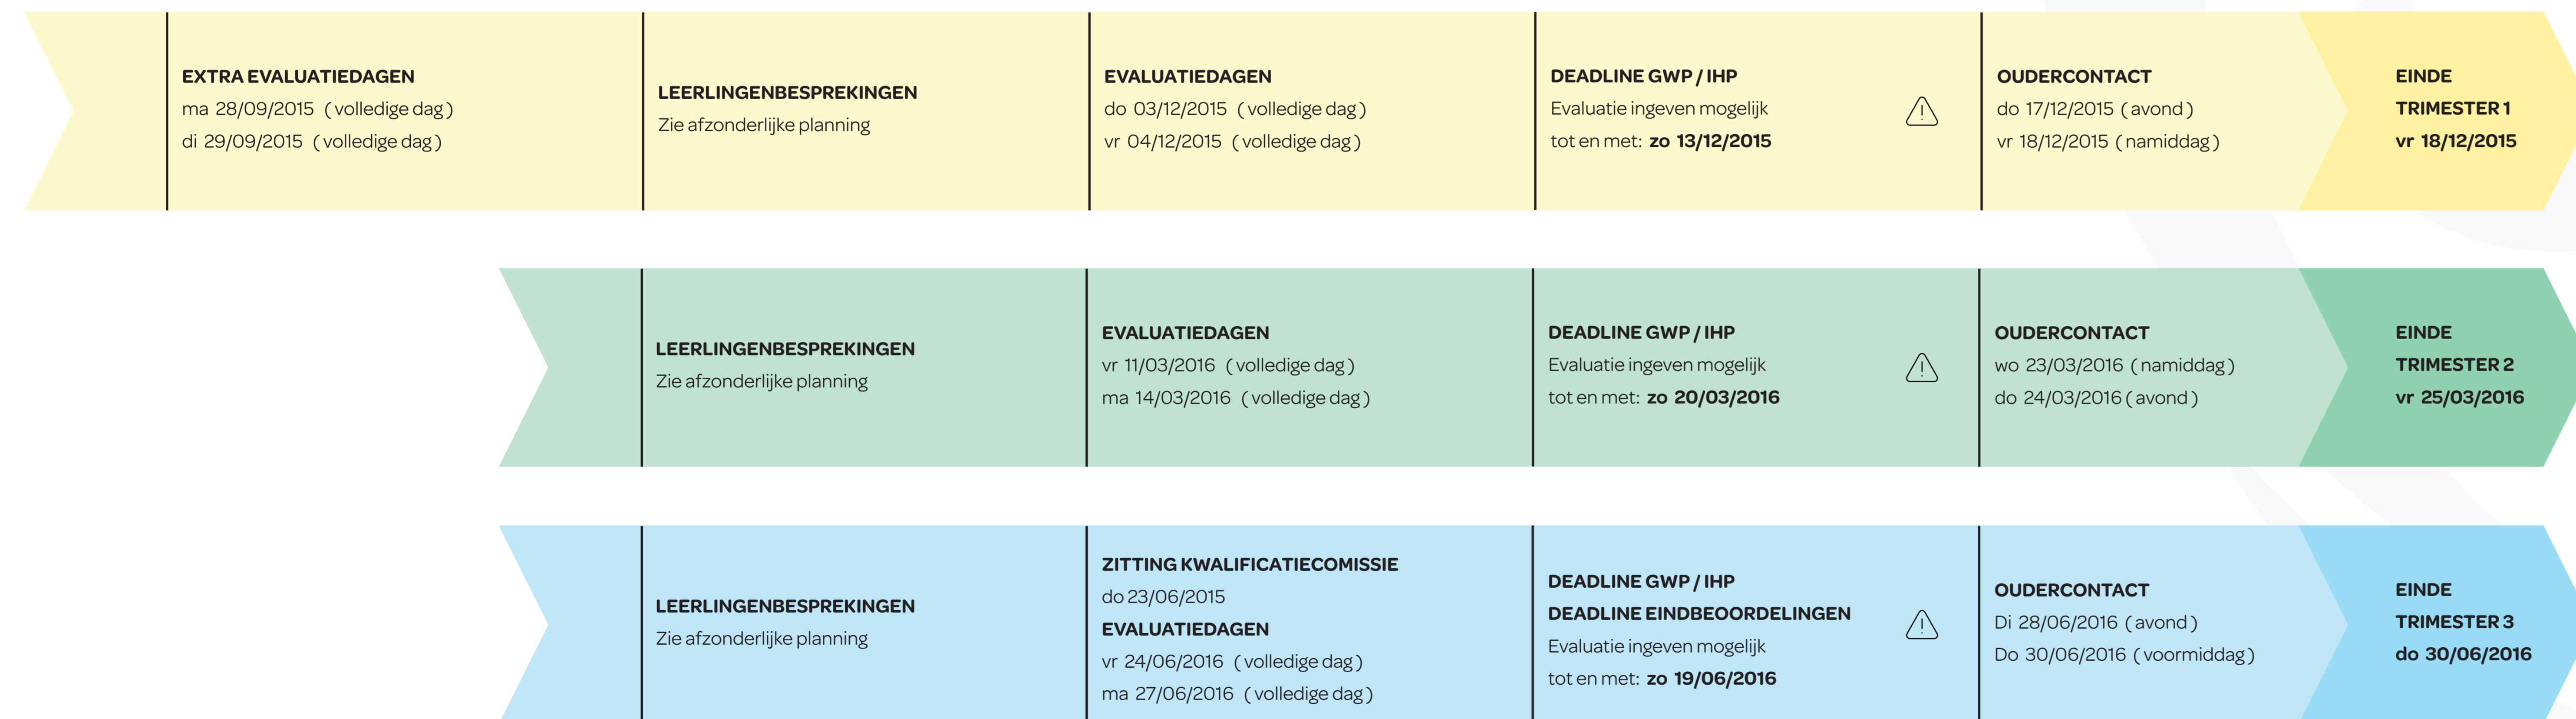 EXTRA EVALUATIEDAGEN
ma 28/09/2015 (volledige dag)
di 29/09/2015 (volledige dag)
LEERLINGENBESPREKINGEN
Zie afzonderlijke planning
EVALUATIEDAGEN
do 03/12/2015 (volledige dag)
vr 04/12/2015 (volledige dag)
DEADLINE GWP / IHP
Evaluatie ingeven mogelijk
tot en met: zo 13/12/2015
OUDERCONTACT
do 17/12/2015 (avond)
vr 18/12/2015 (namiddag)
EINDE
TRIMESTER 1
vr 18/12/2015
LEERLINGENBESPREKINGEN
Zie afzonderlijke planning
EVALUATIEDAGEN
vr 11/03/2016 (volledige dag)
ma 14/03/2016 (volledige dag)
DEADLINE GWP / IHP
Evaluatie ingeven mogelijk
tot en met: zo 20/03/2016
OUDERCONTACT
wo 23/03/2016 (namiddag)
do 24/03/2016 (avond)
EINDE
TRIMESTER 2
vr 25/03/2016
LEERLINGENBESPREKINGEN
Zie afzonderlijke planning
ZITTING KWALIFICATIECOMISSIE
do 23/06/2015
EVALUATIEDAGEN
vr 24/06/2016 (volledige dag)
ma 27/06/2016 (volledige dag)
DEADLINE GWP / IHP
DEADLINE EINDBEOORDELINGEN
Evaluatie ingeven mogelijk
tot en met: zo 19/06/2016
OUDERCONTACT
Di 28/06/2016 (avond)
Do 30/06/2016 (voormiddag)
EINDE
TRIMESTER 3
do 30/06/2016